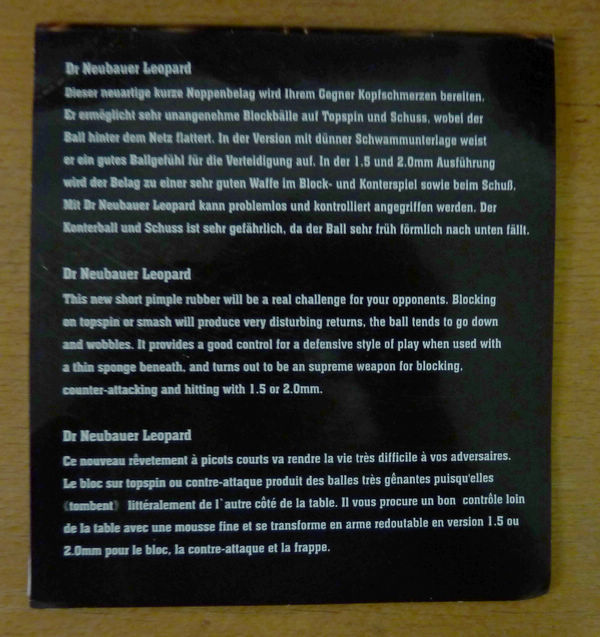 Dr Neubauer Leopard
Dieser neuartige kurze Noppenbelag wird Ihrem Gegner Kopfschmerzen bereiten.
Er ermöglicht sehr unangenehme Blockbälle auf Topspin und Schuss, wobei der
Ball hinter dem Netz flattert. In der Version mit dünner Schwammunterlage weist
er ein gutes Ballgefühl für die Verteidigung auf. In der 1.5 und 2.0mm Ausführung
wird der Belag zu einer sehr guten Waffe im Block- und Konterspiel sowie beim Schuß.
Mit Dr Neubauer Leopard kann problemlos und kontrolliert angegriffen werden. Der
Konterball und Schuss ist sehr gefährlich, da der Ball sehr früh förmlich nach unten fällt.
Dr Neubauer Leopard
This new short pimple rubber will be a real challenge for your opponents. Blocking
on topspin or smash will produce very disturbing returns, the ball tends to go down
and wobbles. It provides a good control for a defensive style of play when used with
a thin sponge beneath, and turns out to be an supreme weapon for blocking,
counter-attacking and hitting with 1.5 or 2.0mm.
Dr Neubauer Leopard
Ce nouveau rêvetement à picots courts va rendre la vie très difficile à vos adversaires.
Le bloc sur topspin ou contre-attaque produit des balles très gênantes puisqu'elles
《tombent》 littéralement de l`autre côté de la table. Il vous procure un bon contrôle loin
de la table avec une mousse fine et se transforme en arme redoutable en version 1.5 ou
2.0mm pour le bloc, la contre-attaque et la frappe.